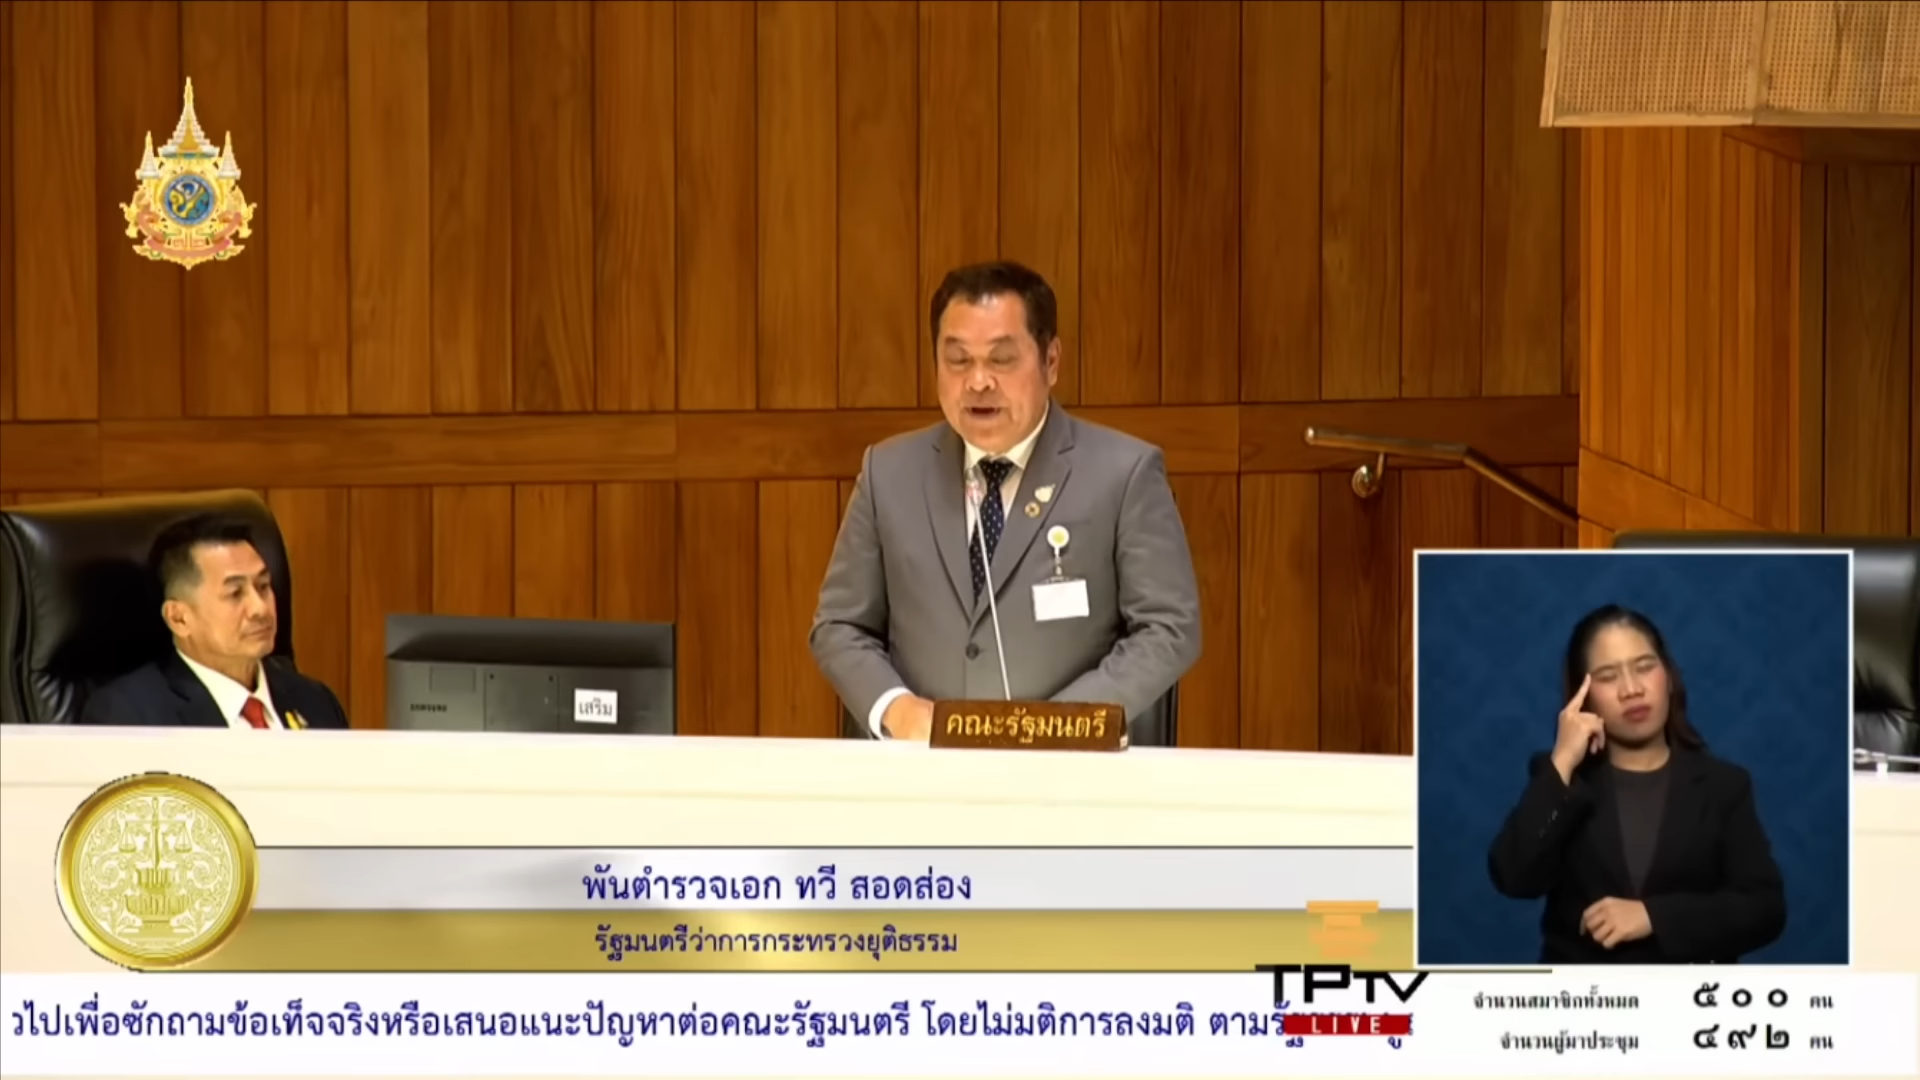 SAMSUNG
เสริม
คณะรัฐมนตรี
พันตำรวจเอก ทวี สอดส่อง
รัฐมนตรีว่าการกระทรวงยุติธรรม
TPTV
LIVE
วไปเพื่อซักถามข้อเท็จจริงหรือเสนอแนะปัญหาต่อคณะรัฐมนตรี โดยไม่มติการลงมติ ตาม
จำนวนสมาชิกทั้งหมด ๕๐๐ คน
จำนวนผู้มาประชุม ๔๙๒ คน